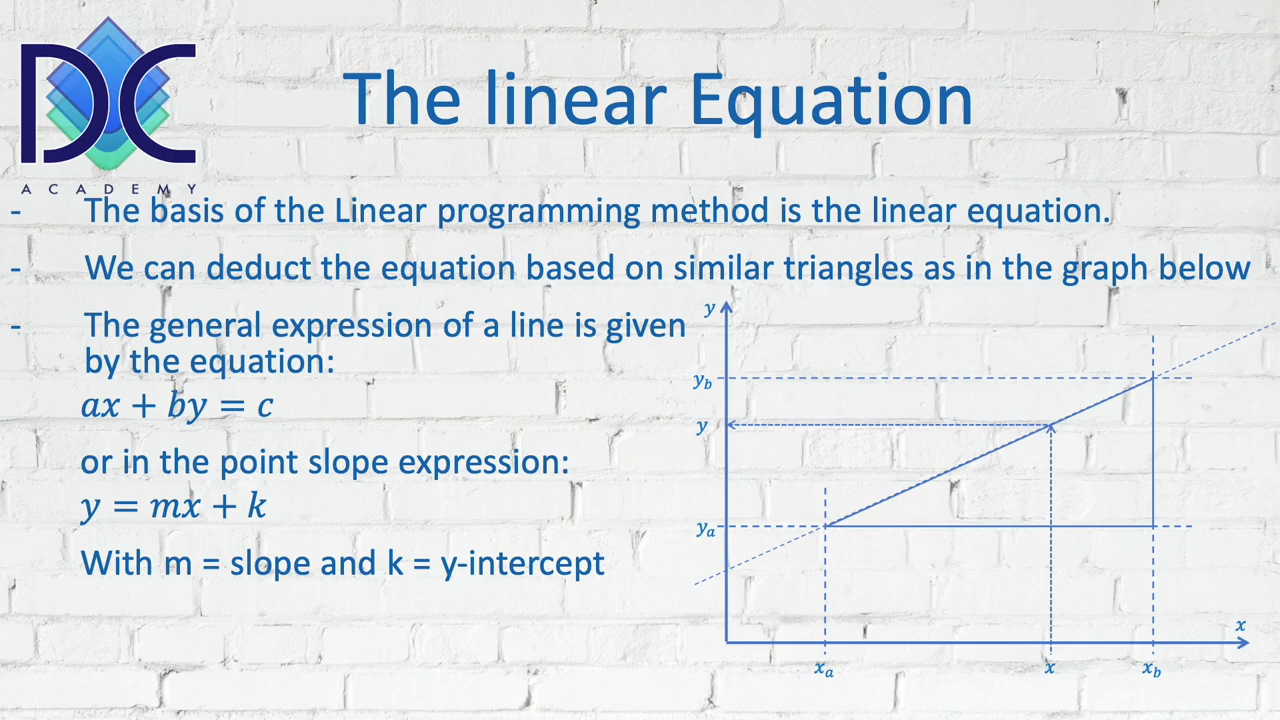 DC
ACADEMY
The linear Equation
- The basis of the Linear programming method is the linear equation.
- We can deduct the equation based on similar triangles as in the graph below
- The general expression of a line is given
by the equation:
ax + by = c
or in the point slope expression:
y = mx + k
With m = slope and k = y-intercept
y
y_b
y
y_a
x
x_a
x
x_b